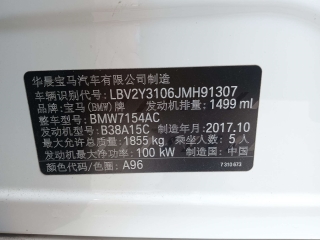 华晨宝马汽车有限公司制造
车辆识别代号: LBV2Y3106JMH91307
品牌: 宝马(BMW)牌 发动机排量: 1499 ml
整车型号: BMW7154AC
发动机型号: B38A15C 制造年月: 2017.10
最大允许总质量: 1855 kg 乘坐人数: 5人
发动机最大净功率: 100 kW 制造国: 中国
颜色代码/色圈: A96 7 310 673